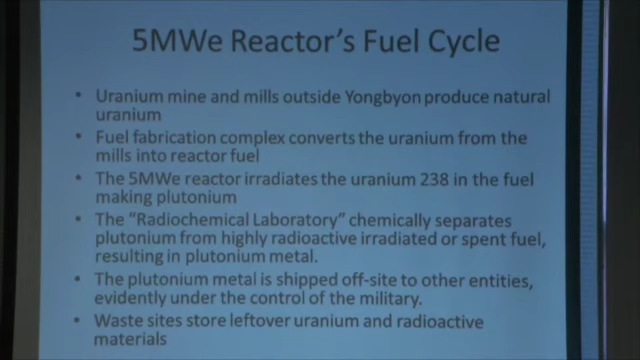 5MWe Reactor's Fuel Cycle
• Uranium mine and mills outside Yongbyon produce natural
uranium
• Fuel fabrication complex converts the uranium from the
mills into reactor fuel
• The 5MWe reactor irradiates the uranium 238 in the fuel
making plutonium
• The “Radiochemical Laboratory” chemically separates
plutonium from highly radioactive irradiated or spent fuel,
resulting in plutonium metal.
• The plutonium metal is shipped off-site to other entities,
evidently under the control of the military.
• Waste sites store leftover uranium and radioactive
materials